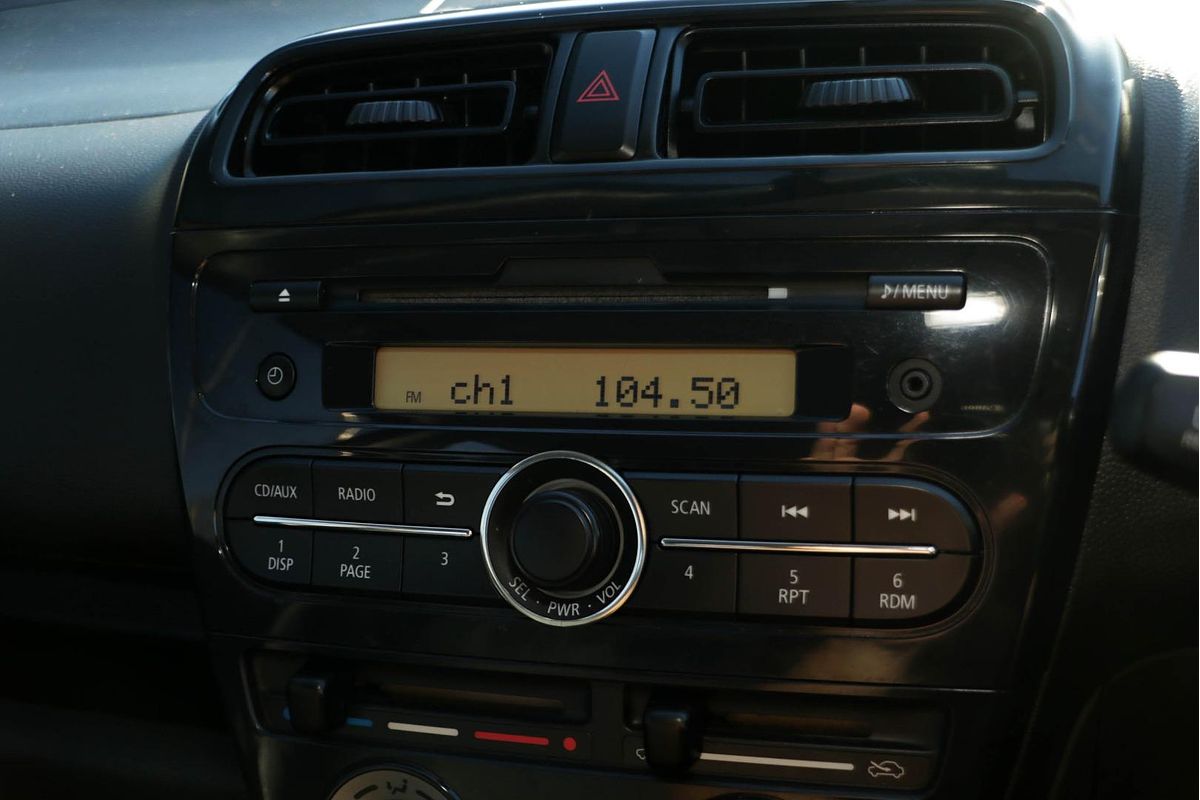 ♪/MENU
FM ch1 104.50
CD/AUX RADIO SCAN
1 2 3 4 5 6
DISP PAGE RPT RDM
SEL · PWR · VOL